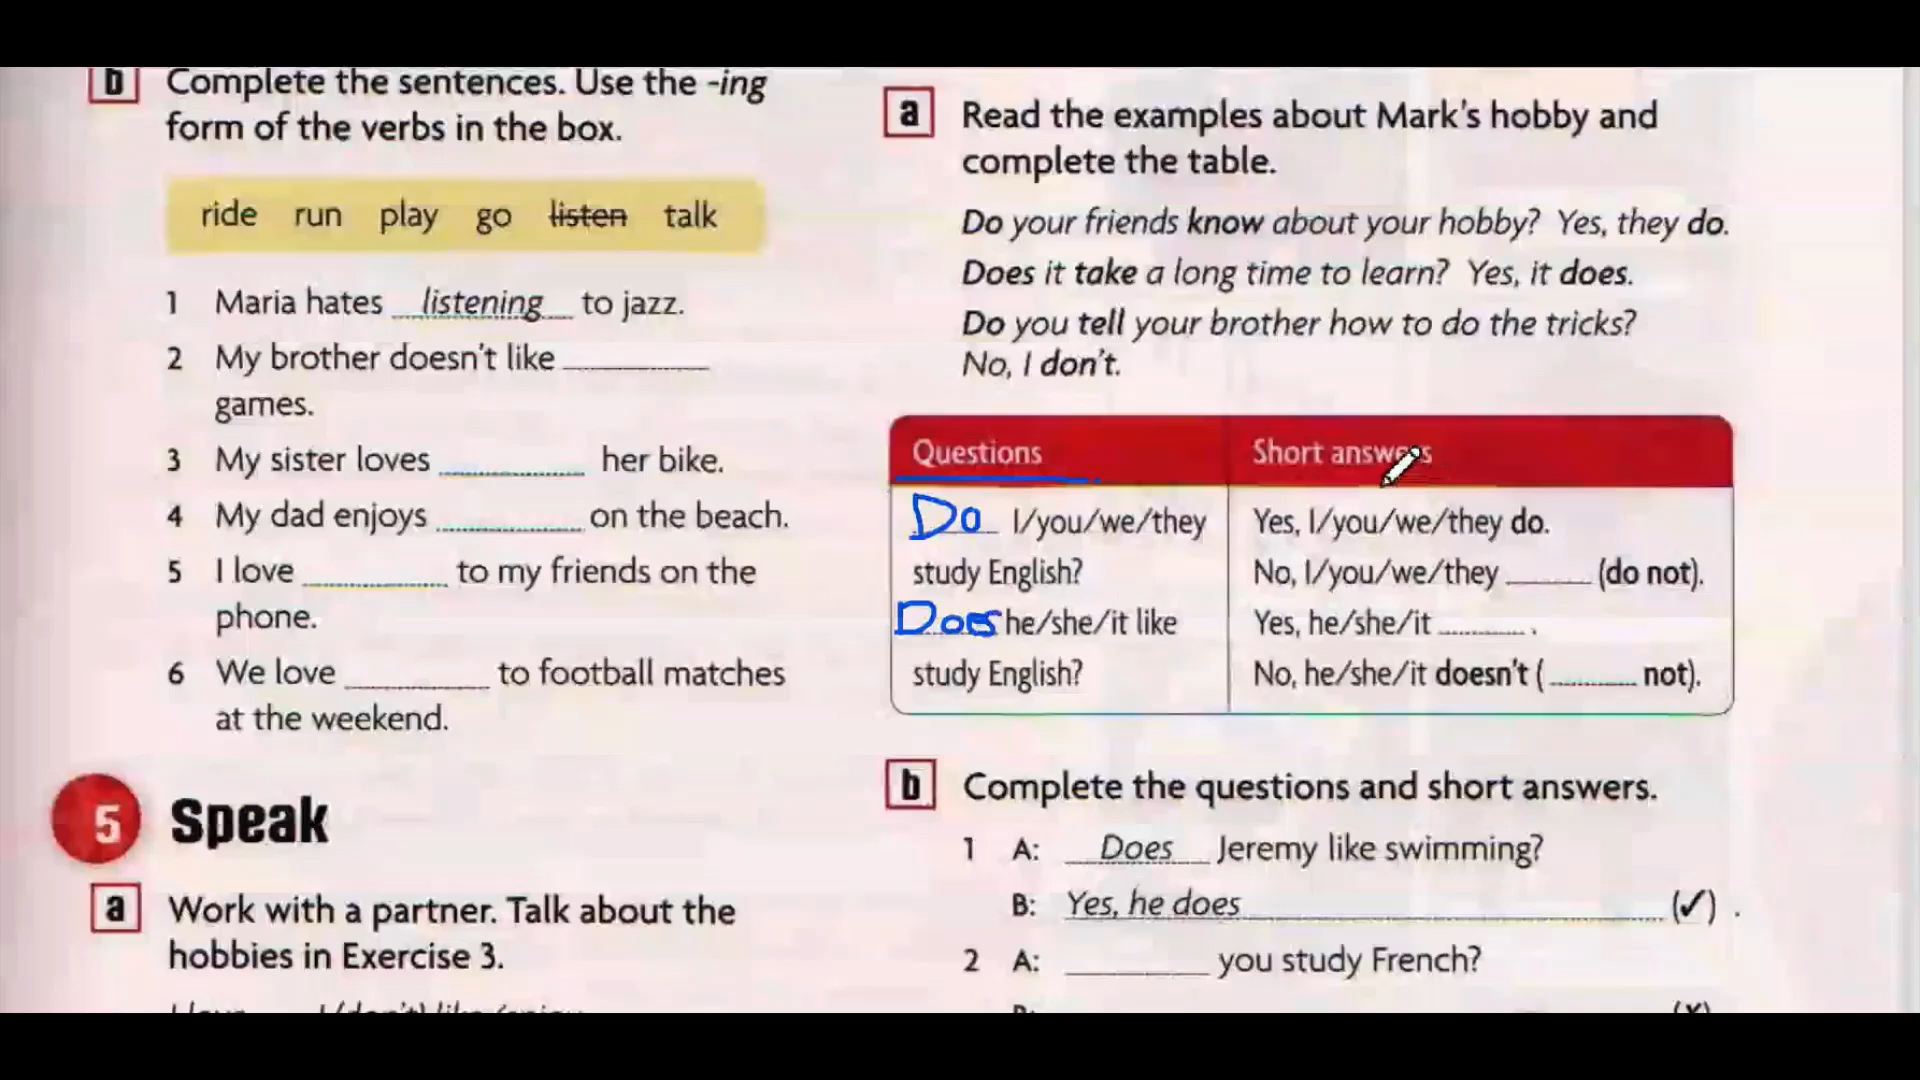 b Complete the sentences. Use the -ing
form of the verbs in the box.
ride run play go listen talk
1 Maria hates listening to jazz.
2 My brother doesn't like ............
games.
3 My sister loves ............ her bike.
4 My dad enjoys ............ on the beach.
5 I love ............ to my friends on the
phone.
6 We love ............ to football matches
at the weekend.
5 Speak
a Work with a partner. Talk about the
hobbies in Exercise 3.
a Read the examples about Mark's hobby and
complete the table.
Do your friends know about your hobby? Yes, they do.
Does it take a long time to learn? Yes, it does.
Do you tell your brother how to do the tricks?
No, I don't.
Questions Short answers
Do I/you/we/they Yes, I/you/we/they do.
study English? No, I/you/we/they ............ (do not).
Does he/she/it like Yes, he/she/it ............ .
study English? No, he/she/it doesn't ( ............ not).
b Complete the questions and short answers.
1 A: Does Jeremy like swimming?
B: Yes, he does ............ (✓) .
2 A: ............ you study French?